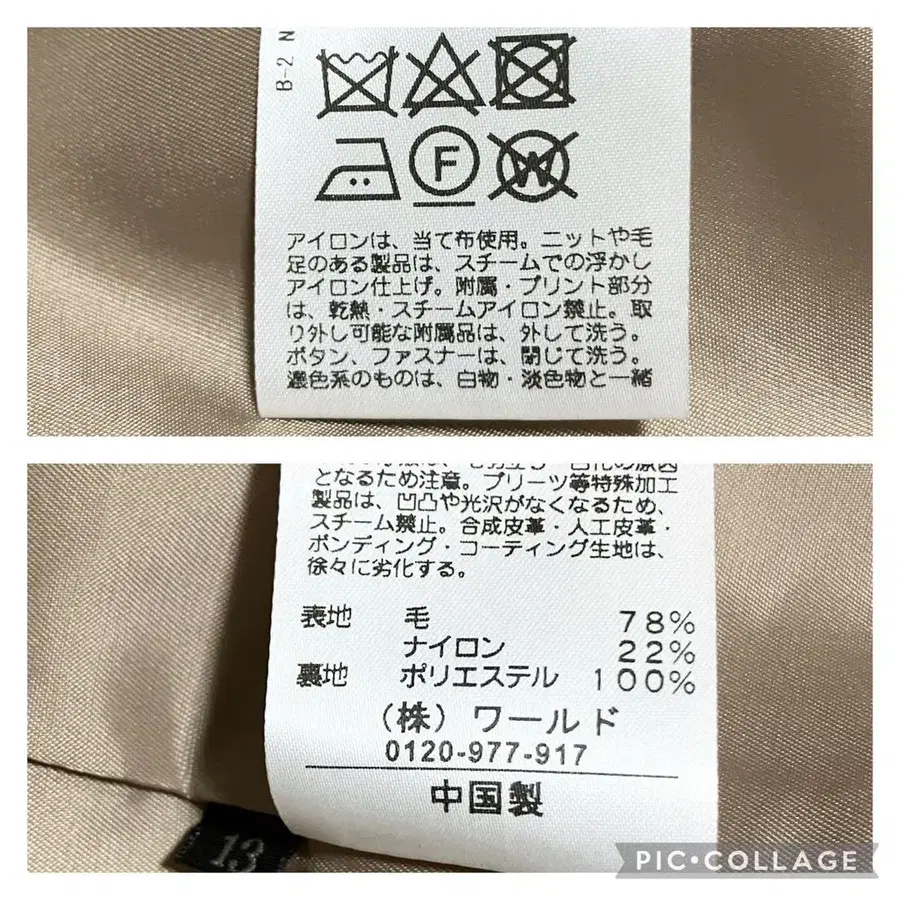 B-2 N
F
W
アイロンは、当て布使用。ニットや毛
足のある製品は、スチームでの浮かし
アイロン仕上げ。附属・プリント部分
は、乾熱・スチームアイロン禁止。取
り外し可能な附属品は、外して洗う。
ボタン、ファスナーは、閉じて洗う。
濃色系のものは、白物・淡色物と一緒
となるため注意。プリーツ等特殊加工
製品は、凹凸や光沢がなくなるため、
スチーム禁止。合成皮革・人工皮革・
ボンディング・コーティング生地は、
徐々に劣化する。
表地 毛 78%
ナイロン 22%
裏地 ポリエステル 100%
(株) ワールド
0120-977-917
中国製
13
PIC•COLLAGE